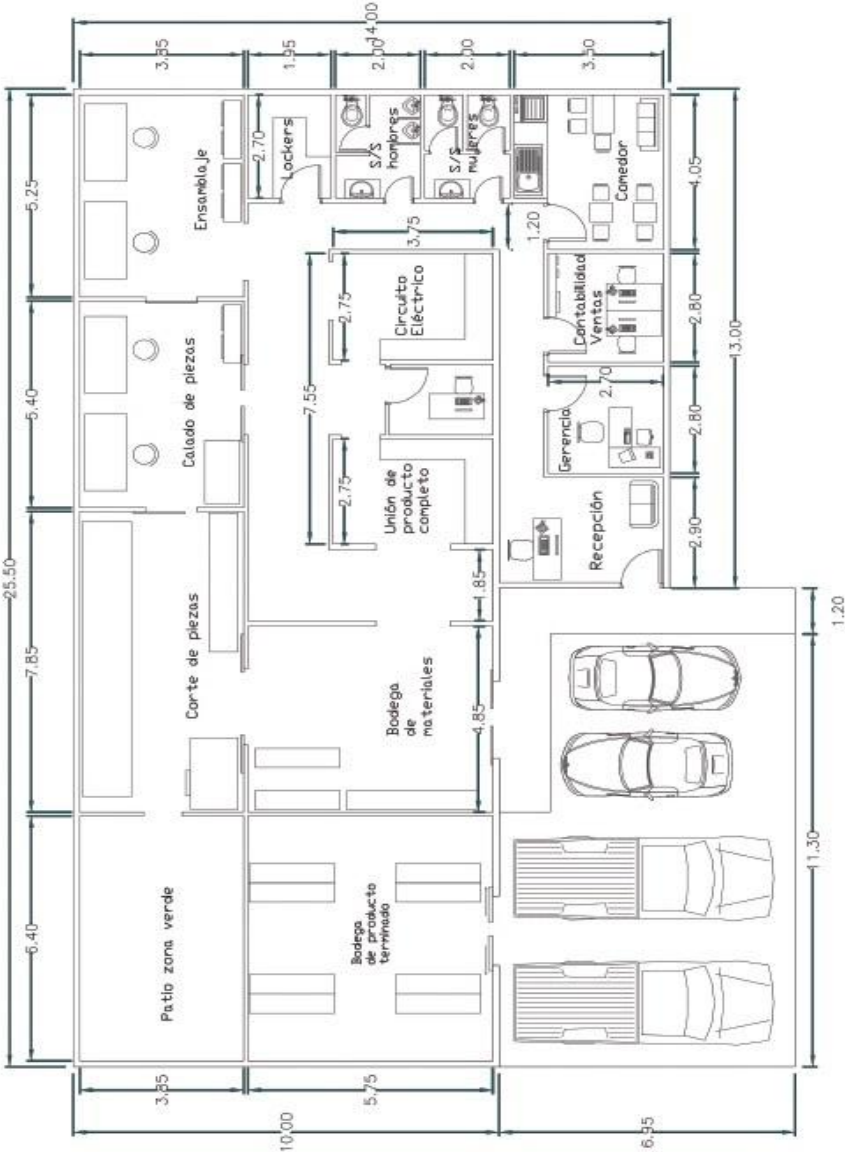 14.00
3.85
1.95
2.00
2.00
3.50
25.50
5.25
5.40
7.85
6.40
Ensamblaje
2.70
Lockers
S/S
hombres
S/S
mujeres
Comedor
4.05
1.20
3.75
Calado de piezas
7.55
2.75
Circuito
Eléctrico
Contabilidad
Ventas
2.80
13.00
2.70
Gerencia
2.80
2.75
Unión de
producto
completo
Recepción
2.90
1.85
Corte de piezas
Bodega
de
materiales
4.85
1.20
11.30
Patio zona verde
Bodega
de producto
terminado
3.85
5.75
10.00
6.95